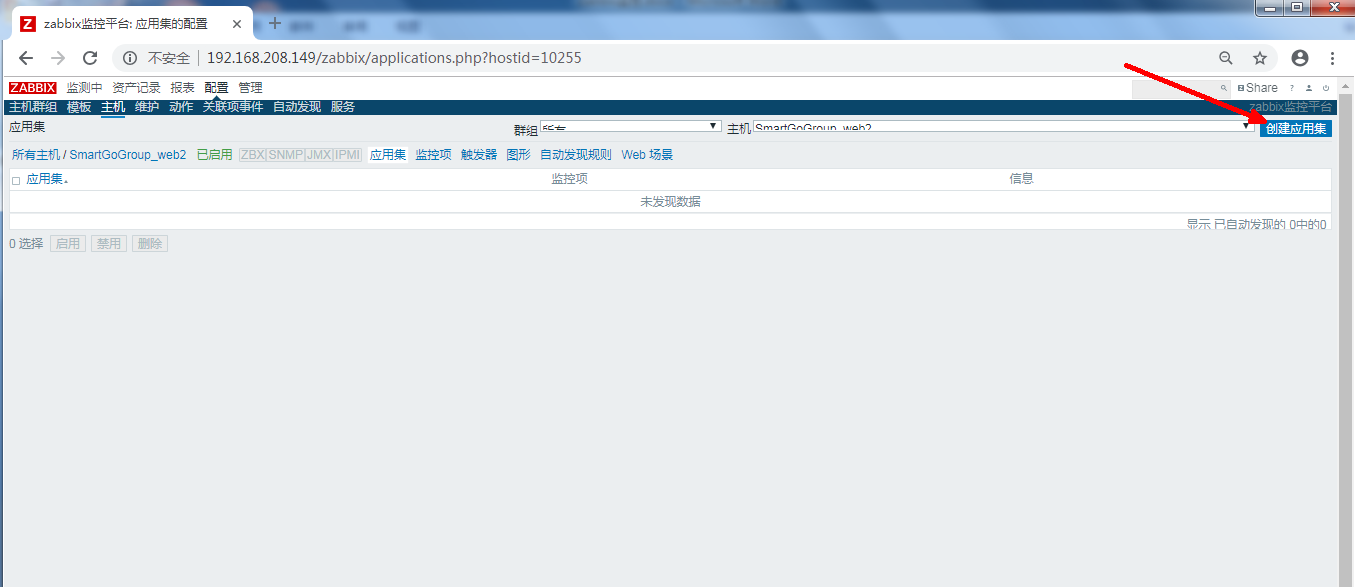 zabbix监控平台: 应用集的配置
不安全 192.168.208.149/zabbix/applications.php?hostid=10255
ZABBIX 监测中 资产记录 报表 配置 管理 Share ?
主机群组 模板 主机 维护 动作 关联项事件 自动发现 服务 zabbix监控平台
应用集 群组 所有 主机 SmartGoGroup_web2 创建应用集
所有主机 / SmartGoGroup_web2 已启用 ZBX|SNMP|JMX|IPMI 应用集 监控项 触发器 图形 自动发现规则 Web 场景
应用集 监控项 信息
未发现数据
显示 已自动发现的 0中的0
0 选择 启用 禁用 删除